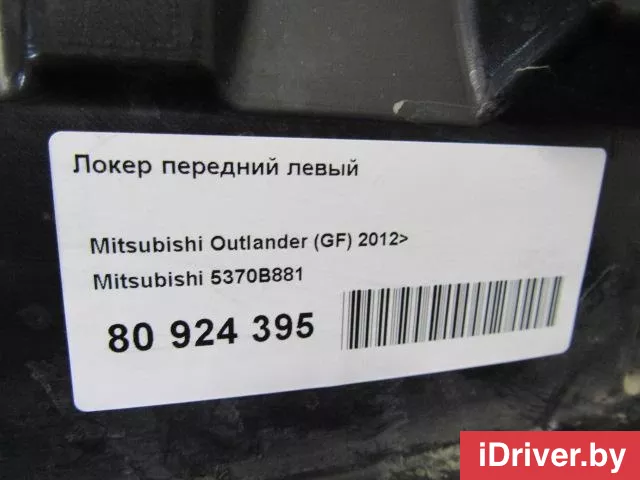 Локер передний левый
Mitsubishi Outlander (GF) 2012>
Mitsubishi 5370B881
80 924 395
iDriver.by